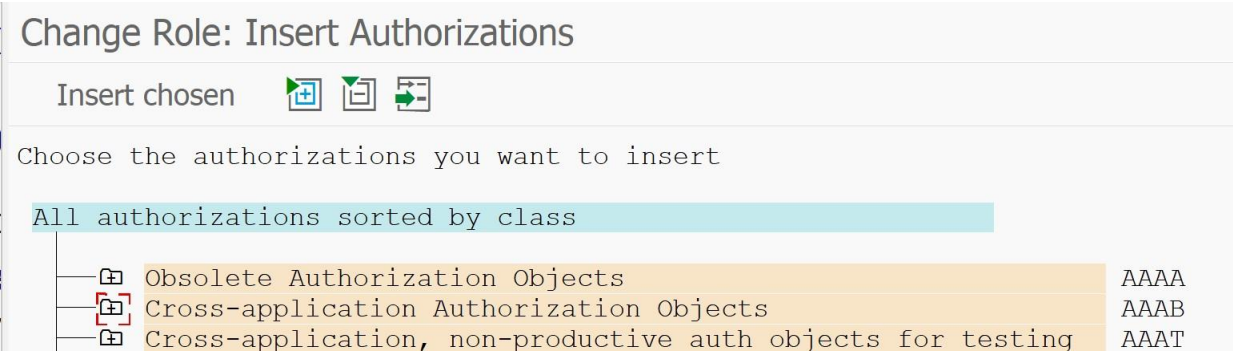 Change Role: Insert Authorizations
Insert chosen
Choose the authorizations you want to insert
All authorizations sorted by class
Obsolete Authorization Objects AAAA
Cross-application Authorization Objects AAAB
Cross-application, non-productive auth objects for testing AAAT